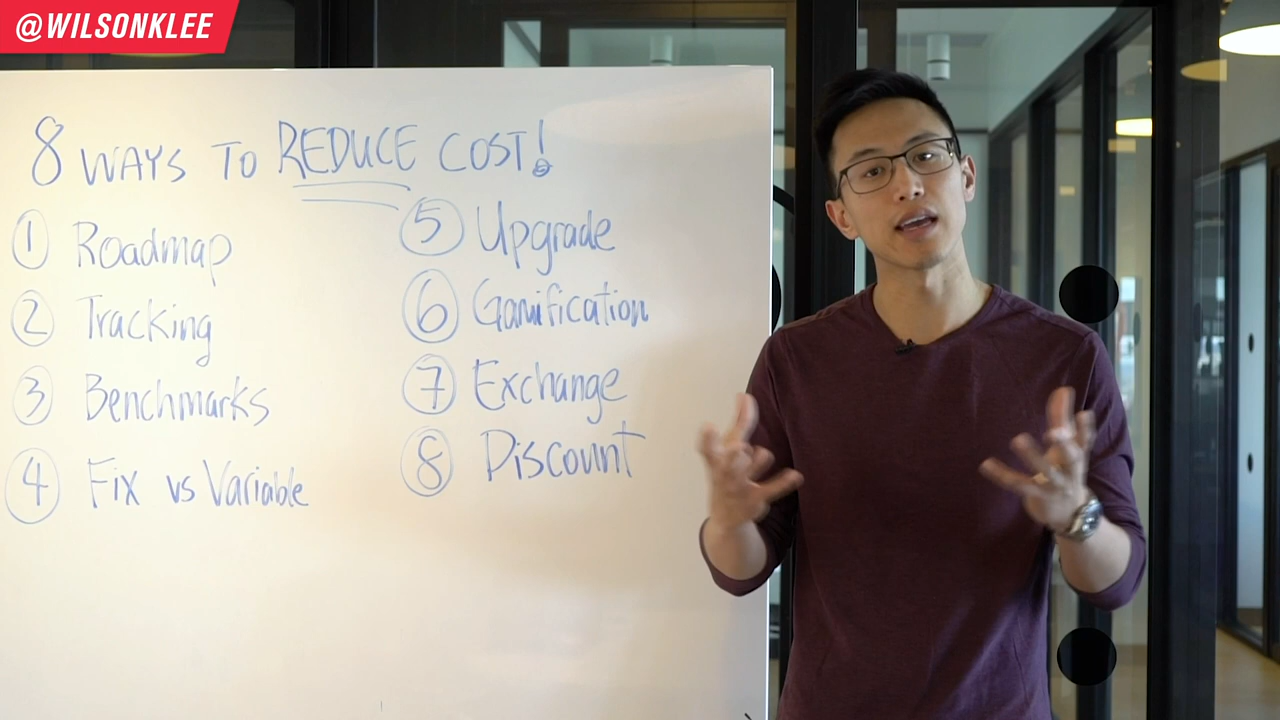 @WILSONKLEE
8 WAYS TO REDUCE COST!
1 Roadmap
2 Tracking
3 Benchmarks
4 Fix vs Variable
5 Upgrade
6 Gamification
7 Exchange
8 Discount